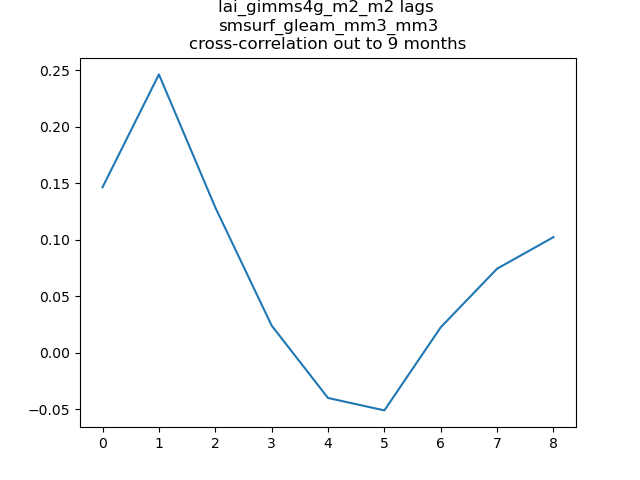 lai_gimms4g_m2_m2 lags
smsurf_gleam_mm3_mm3
cross-correlation out to 9 months
0.25
0.20
0.15
0.10
0.05
0.00
−0.05
0 1 2 3 4 5 6 7 8